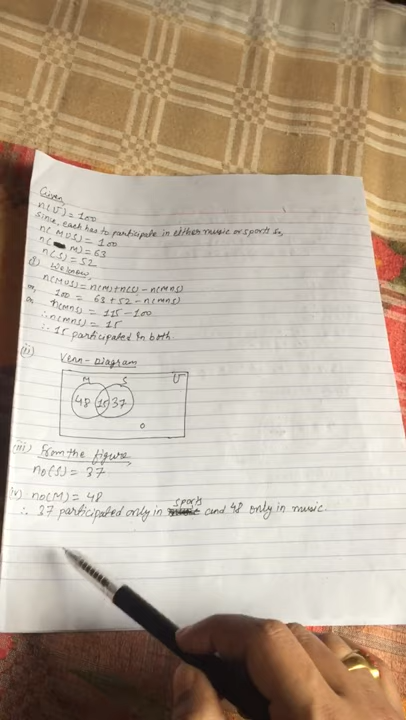 Given
n(U) = 100
since, each has to participate in either music or sports so,
n(M∪S) = 100
n(M) = 63
n(S) = 52
i) We know,
n(M∪S) = n(M)+n(S) - n(M∩S)
or, 100 = 63 + 52 - n(M∩S)
or n(M∩S) = 115 - 100
∴ n(M∩S) = 15
∴ 15 participated in both.
(ii) Venn-Diagram
M S U
48 15 37
0
iii) From the figure
no(S) = 37
iv) no(M) = 48
∴ 37 participated only in sports and 48 only in music.